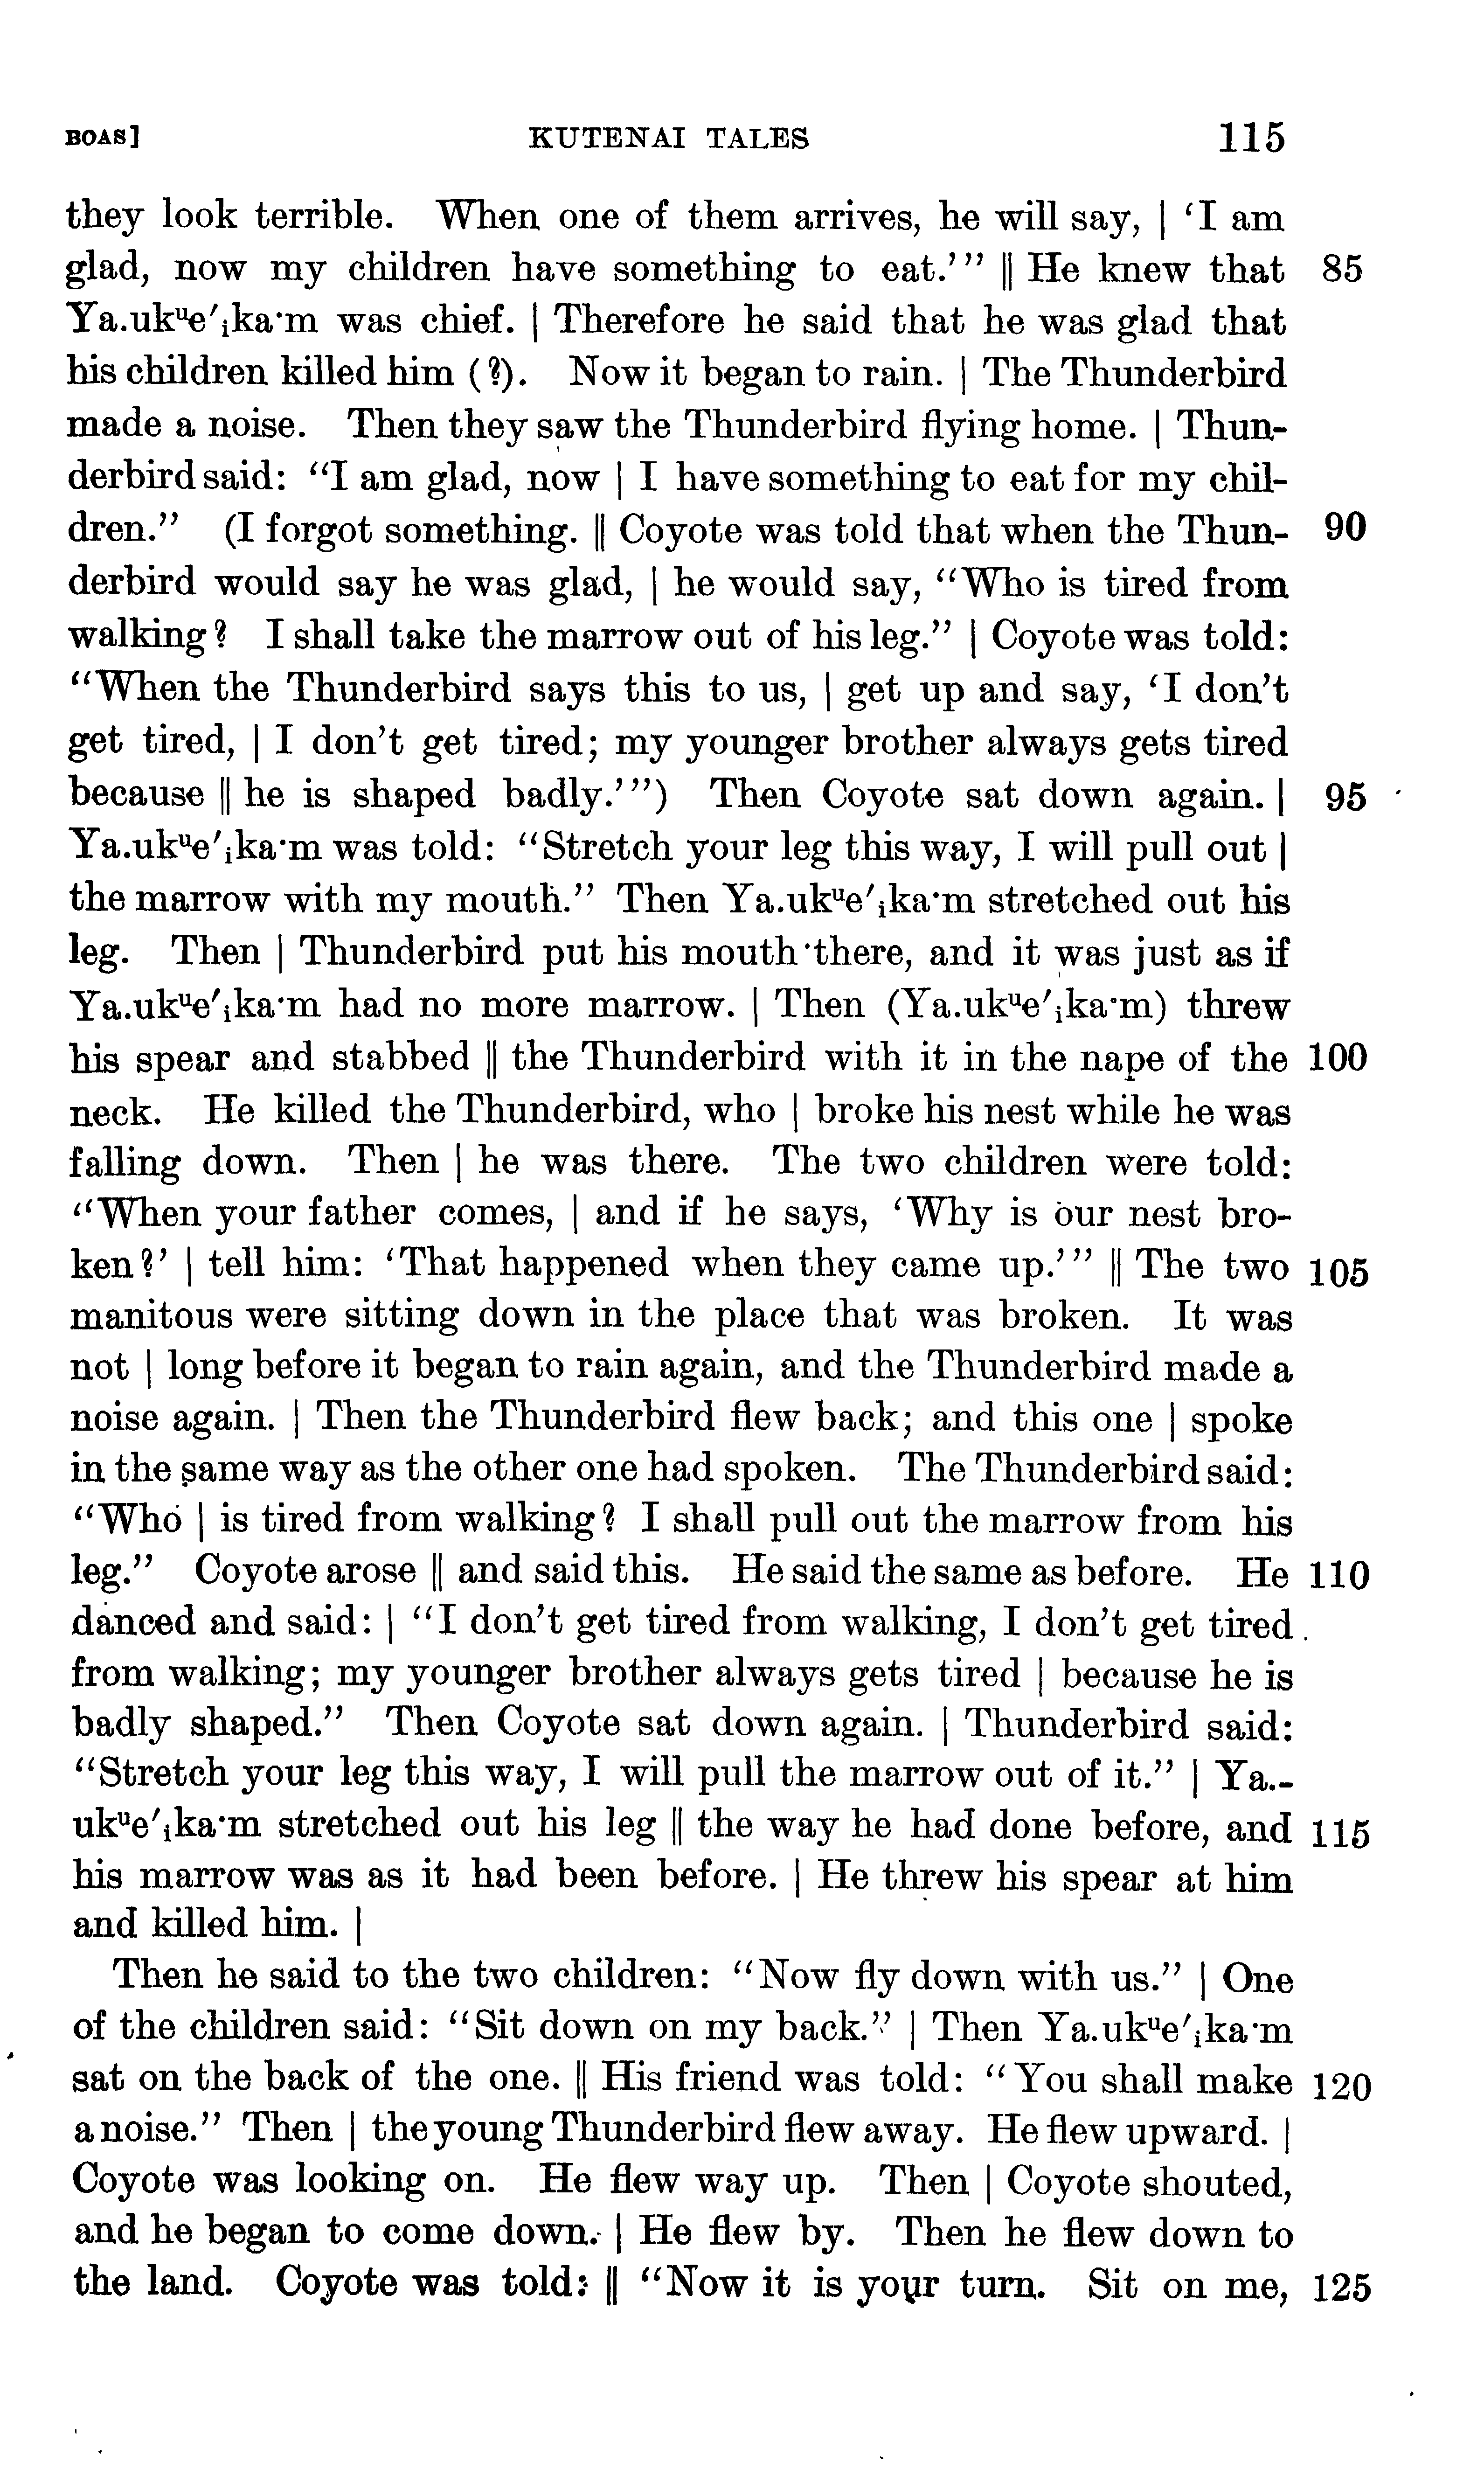 BOAS] KUTENAI TALES 115
they look terrible. When one of them arrives, he will say, | ‘I am
glad, now my children have something to eat.’” || He knew that 85
Ya.ukᵘe′ᵢka·m was chief. | Therefore he said that he was glad that
his children killed him (?). Now it began to rain. | The Thunderbird
made a noise. Then they saw the Thunderbird flying home. | Thun-
derbird said: “I am glad, now | I have something to eat for my chil-
dren.” (I forgot something. || Coyote was told that when the Thun- 90
derbird would say he was glad, | he would say, “Who is tired from
walking? I shall take the marrow out of his leg.” | Coyote was told:
“When the Thunderbird says this to us, | get up and say, ‘I don’t
get tired, | I don’t get tired; my younger brother always gets tired
because || he is shaped badly.’”) Then Coyote sat down again. | 95
Ya.ukᵘe′ᵢka·m was told: “Stretch your leg this way, I will pull out |
the marrow with my mouth.” Then Ya.ukᵘe′ᵢka·m stretched out his
leg. Then | Thunderbird put his mouth there, and it was just as if
Ya.ukᵘe′ᵢka·m had no more marrow. | Then (Ya.ukᵘe′ᵢka·m) threw
his spear and stabbed || the Thunderbird with it in the nape of the 100
neck. He killed the Thunderbird, who | broke his nest while he was
falling down. Then | he was there. The two children were told:
“When your father comes, | and if he says, ‘Why is our nest bro-
ken?’ | tell him: ‘That happened when they came up.’” || The two 105
manitous were sitting down in the place that was broken. It was
not | long before it began to rain again, and the Thunderbird made a
noise again. | Then the Thunderbird flew back; and this one | spoke
in the same way as the other one had spoken. The Thunderbird said:
“Who | is tired from walking? I shall pull out the marrow from his
leg.” Coyote arose || and said this. He said the same as before. He 110
danced and said: | “I don’t get tired from walking, I don’t get tired
from walking; my younger brother always gets tired | because he is
badly shaped.” Then Coyote sat down again. | Thunderbird said:
“Stretch your leg this way, I will pull the marrow out of it.” | Ya.-
ukᵘe′ᵢka·m stretched out his leg || the way he had done before, and 115
his marrow was as it had been before. | He threw his spear at him
and killed him. |
Then he said to the two children: “Now fly down with us.” | One
of the children said: “Sit down on my back.” | Then Ya.ukᵘe′ᵢka·m
sat on the back of the one. || His friend was told: “You shall make 120
a noise.” Then | the young Thunderbird flew away. He flew upward. |
Coyote was looking on. He flew way up. Then | Coyote shouted,
and he began to come down. | He flew by. Then he flew down to
the land. Coyote was told: || “Now it is your turn. Sit on me, 125